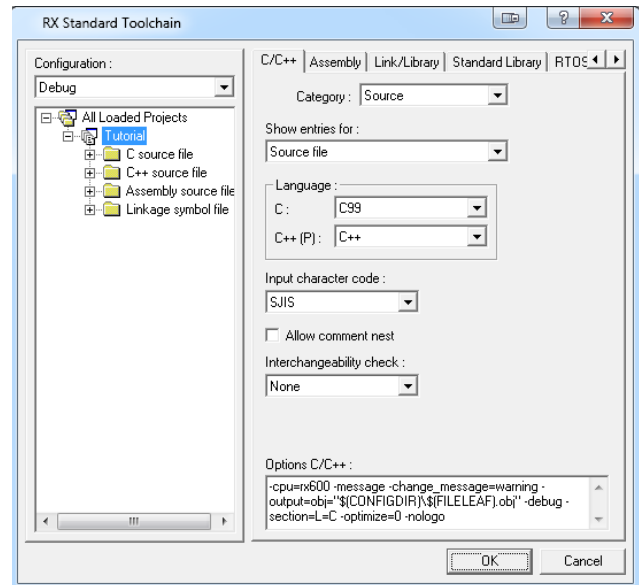 RX Standard Toolchain
Configuration :
Debug
All Loaded Projects
Tutorial
C source file
C++ source file
Assembly source file
Linkage symbol file
C/C++ Assembly Link/Library Standard Library RTOS
Category : Source
Show entries for :
Source file
Language :
C : C99
C++ (P) : C++
Input character code :
SJIS
Allow comment nest
Interchangeability check :
None
Options C/C++ :
-cpu=rx600 -message -change_message=warning -
output=obj="$(CONFIGDIR)\$(FILELEAF).obj" -debug -
section=L=C -optimize=0 -nologo
OK Cancel